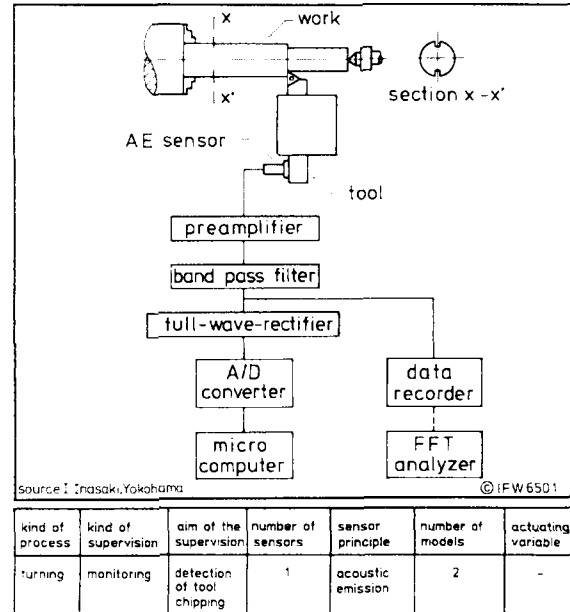 x
work
x'
section x-x'
AE sensor
tool
preamplifier
band pass filter
full-wave-rectifier
A/D
converter
data
recorder
micro
computer
FFT
analyzer
source I. Inasaki, Yokohama
© IFW 6501
kind of process
kind of supervision
aim of the supervision
number of sensors
sensor principle
number of models
actuating variable
turning
monitoring
detection of tool chipping
1
acoustic emission
2
-